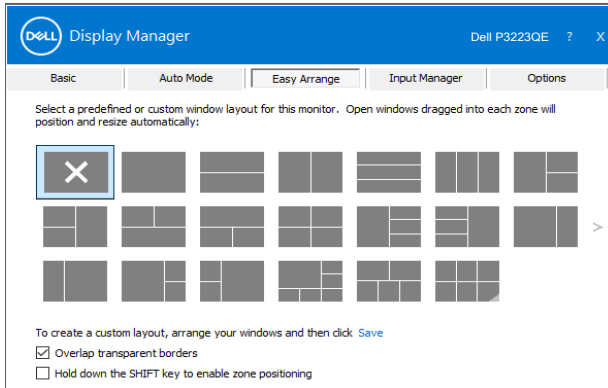 DELL Display Manager Dell P3223QE ? X
Basic Auto Mode Easy Arrange Input Manager Options
Select a predefined or custom window layout for this monitor. Open windows dragged into each zone will
position and resize automatically:
>
To create a custom layout, arrange your windows and then click Save
Overlap transparent borders
Hold down the SHIFT key to enable zone positioning